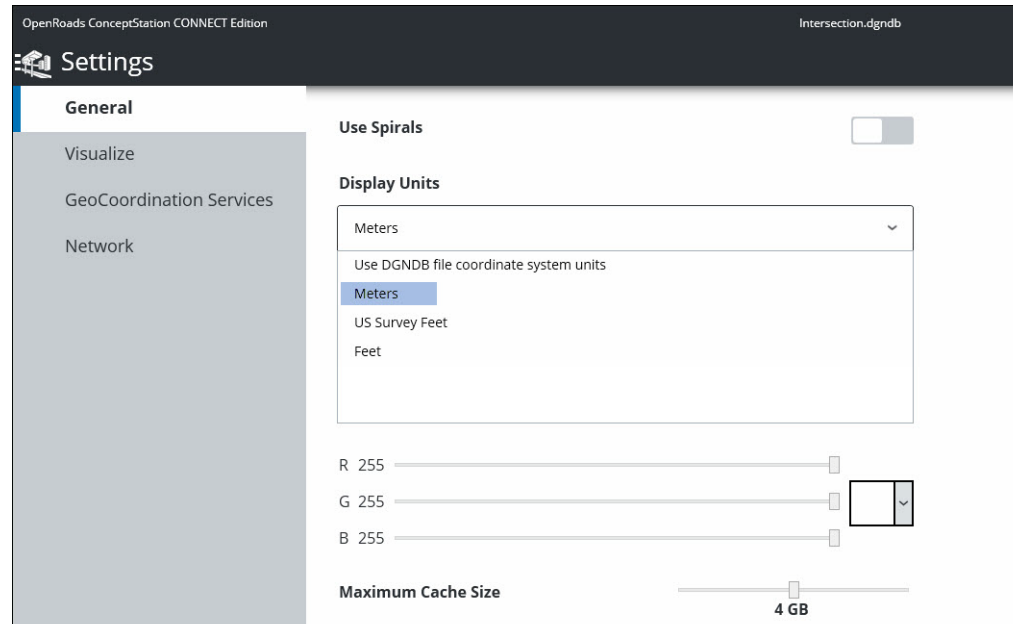 OpenRoads ConceptStation CONNECT Edition
Intersection.dgndb
Settings
General
Visualize
GeoCoordination Services
Network
Use Spirals
Display Units
Meters
Use DGNDB file coordinate system units
Meters
US Survey Feet
Feet
R 255
G 255
B 255
Maximum Cache Size
4 GB